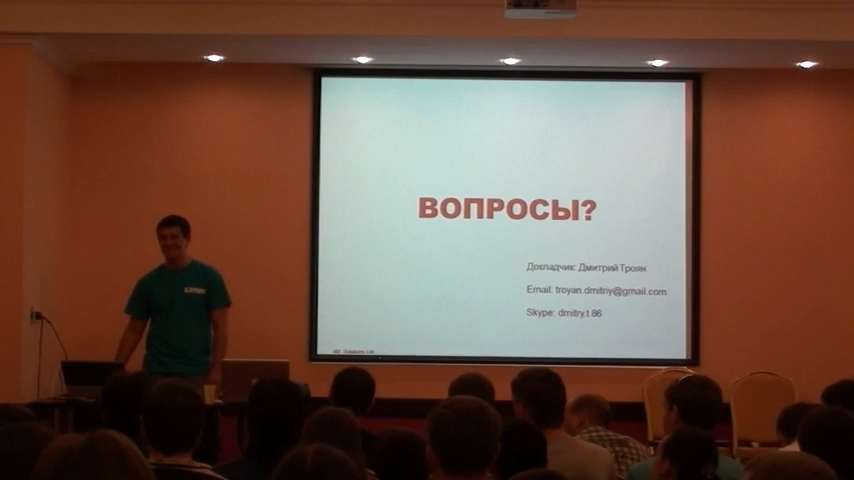 ВОПРОСЫ?
Докладчик: Дмитрий Троян
Email: troyan.dmitriy@gmail.com
Skype: dmitry.t.86